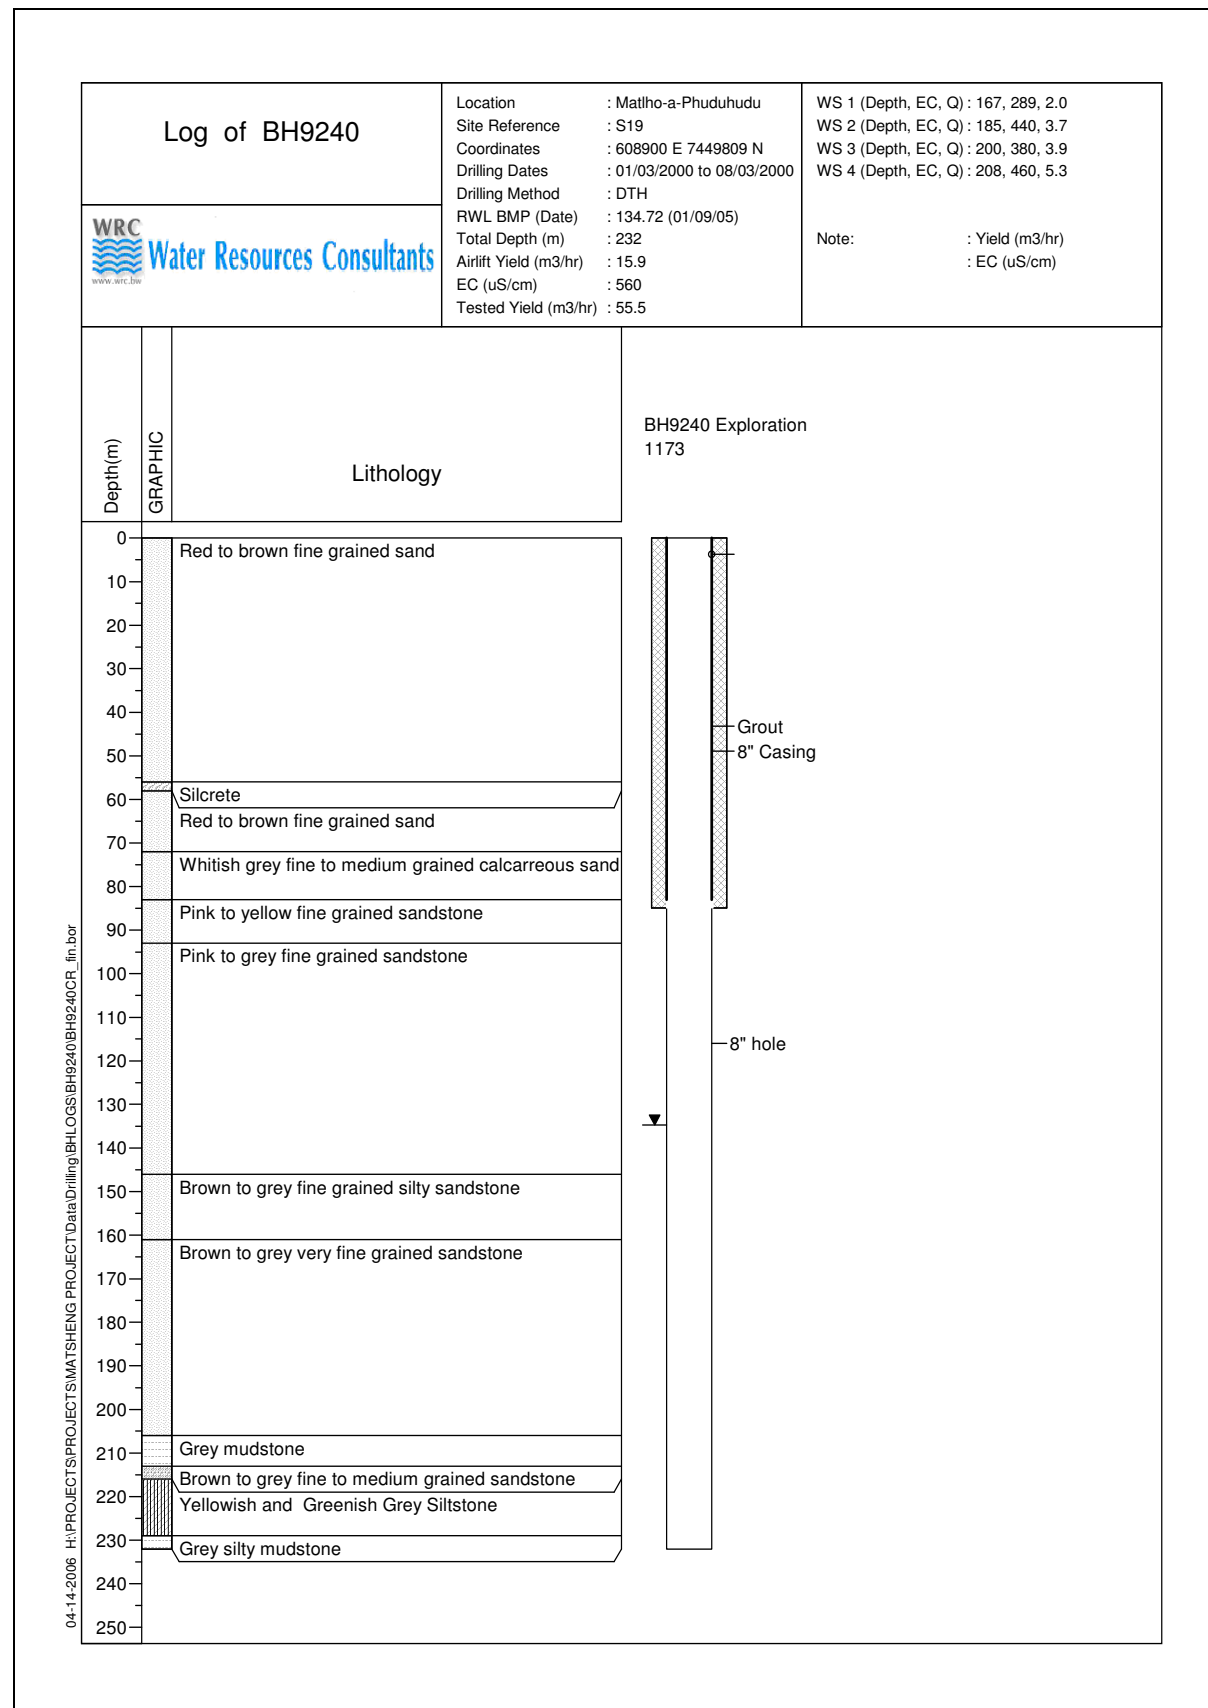 Log of BH9240
WRC
Water Resources Consultants
www.wrc.bw
Location : Matlho-a-Phuduhudu
Site Reference : S19
Coordinates : 608900 E 7449809 N
Drilling Dates : 01/03/2000 to 08/03/2000
Drilling Method : DTH
RWL BMP (Date) : 134.72 (01/09/05)
Total Depth (m) : 232
Airlift Yield (m3/hr) : 15.9
EC (uS/cm) : 560
Tested Yield (m3/hr) : 55.5
WS 1 (Depth, EC, Q) : 167, 289, 2.0
WS 2 (Depth, EC, Q) : 185, 440, 3.7
WS 3 (Depth, EC, Q) : 200, 380, 3.9
WS 4 (Depth, EC, Q) : 208, 460, 5.3
Note: : Yield (m3/hr)
: EC (uS/cm)
Depth(m)
GRAPHIC
Lithology
BH9240 Exploration
1173
0
10
20
30
40
50
60
70
80
90
100
110
120
130
140
150
160
170
180
190
200
210
220
230
240
250
Red to brown fine grained sand
Silcrete
Red to brown fine grained sand
Whitish grey fine to medium grained calcarreous sand
Pink to yellow fine grained sandstone
Pink to grey fine grained sandstone
Brown to grey fine grained silty sandstone
Brown to grey very fine grained sandstone
Grey mudstone
Brown to grey fine to medium grained sandstone
Yellowish and Greenish Grey Siltstone
Grey silty mudstone
Grout
8" Casing
8" hole
04-14-2006 H:\PROJECTS\PROJECTS\MATSHENG PROJECT\Data\Drilling\BHLOGS\BH9240\BH9240CR_fin.bor